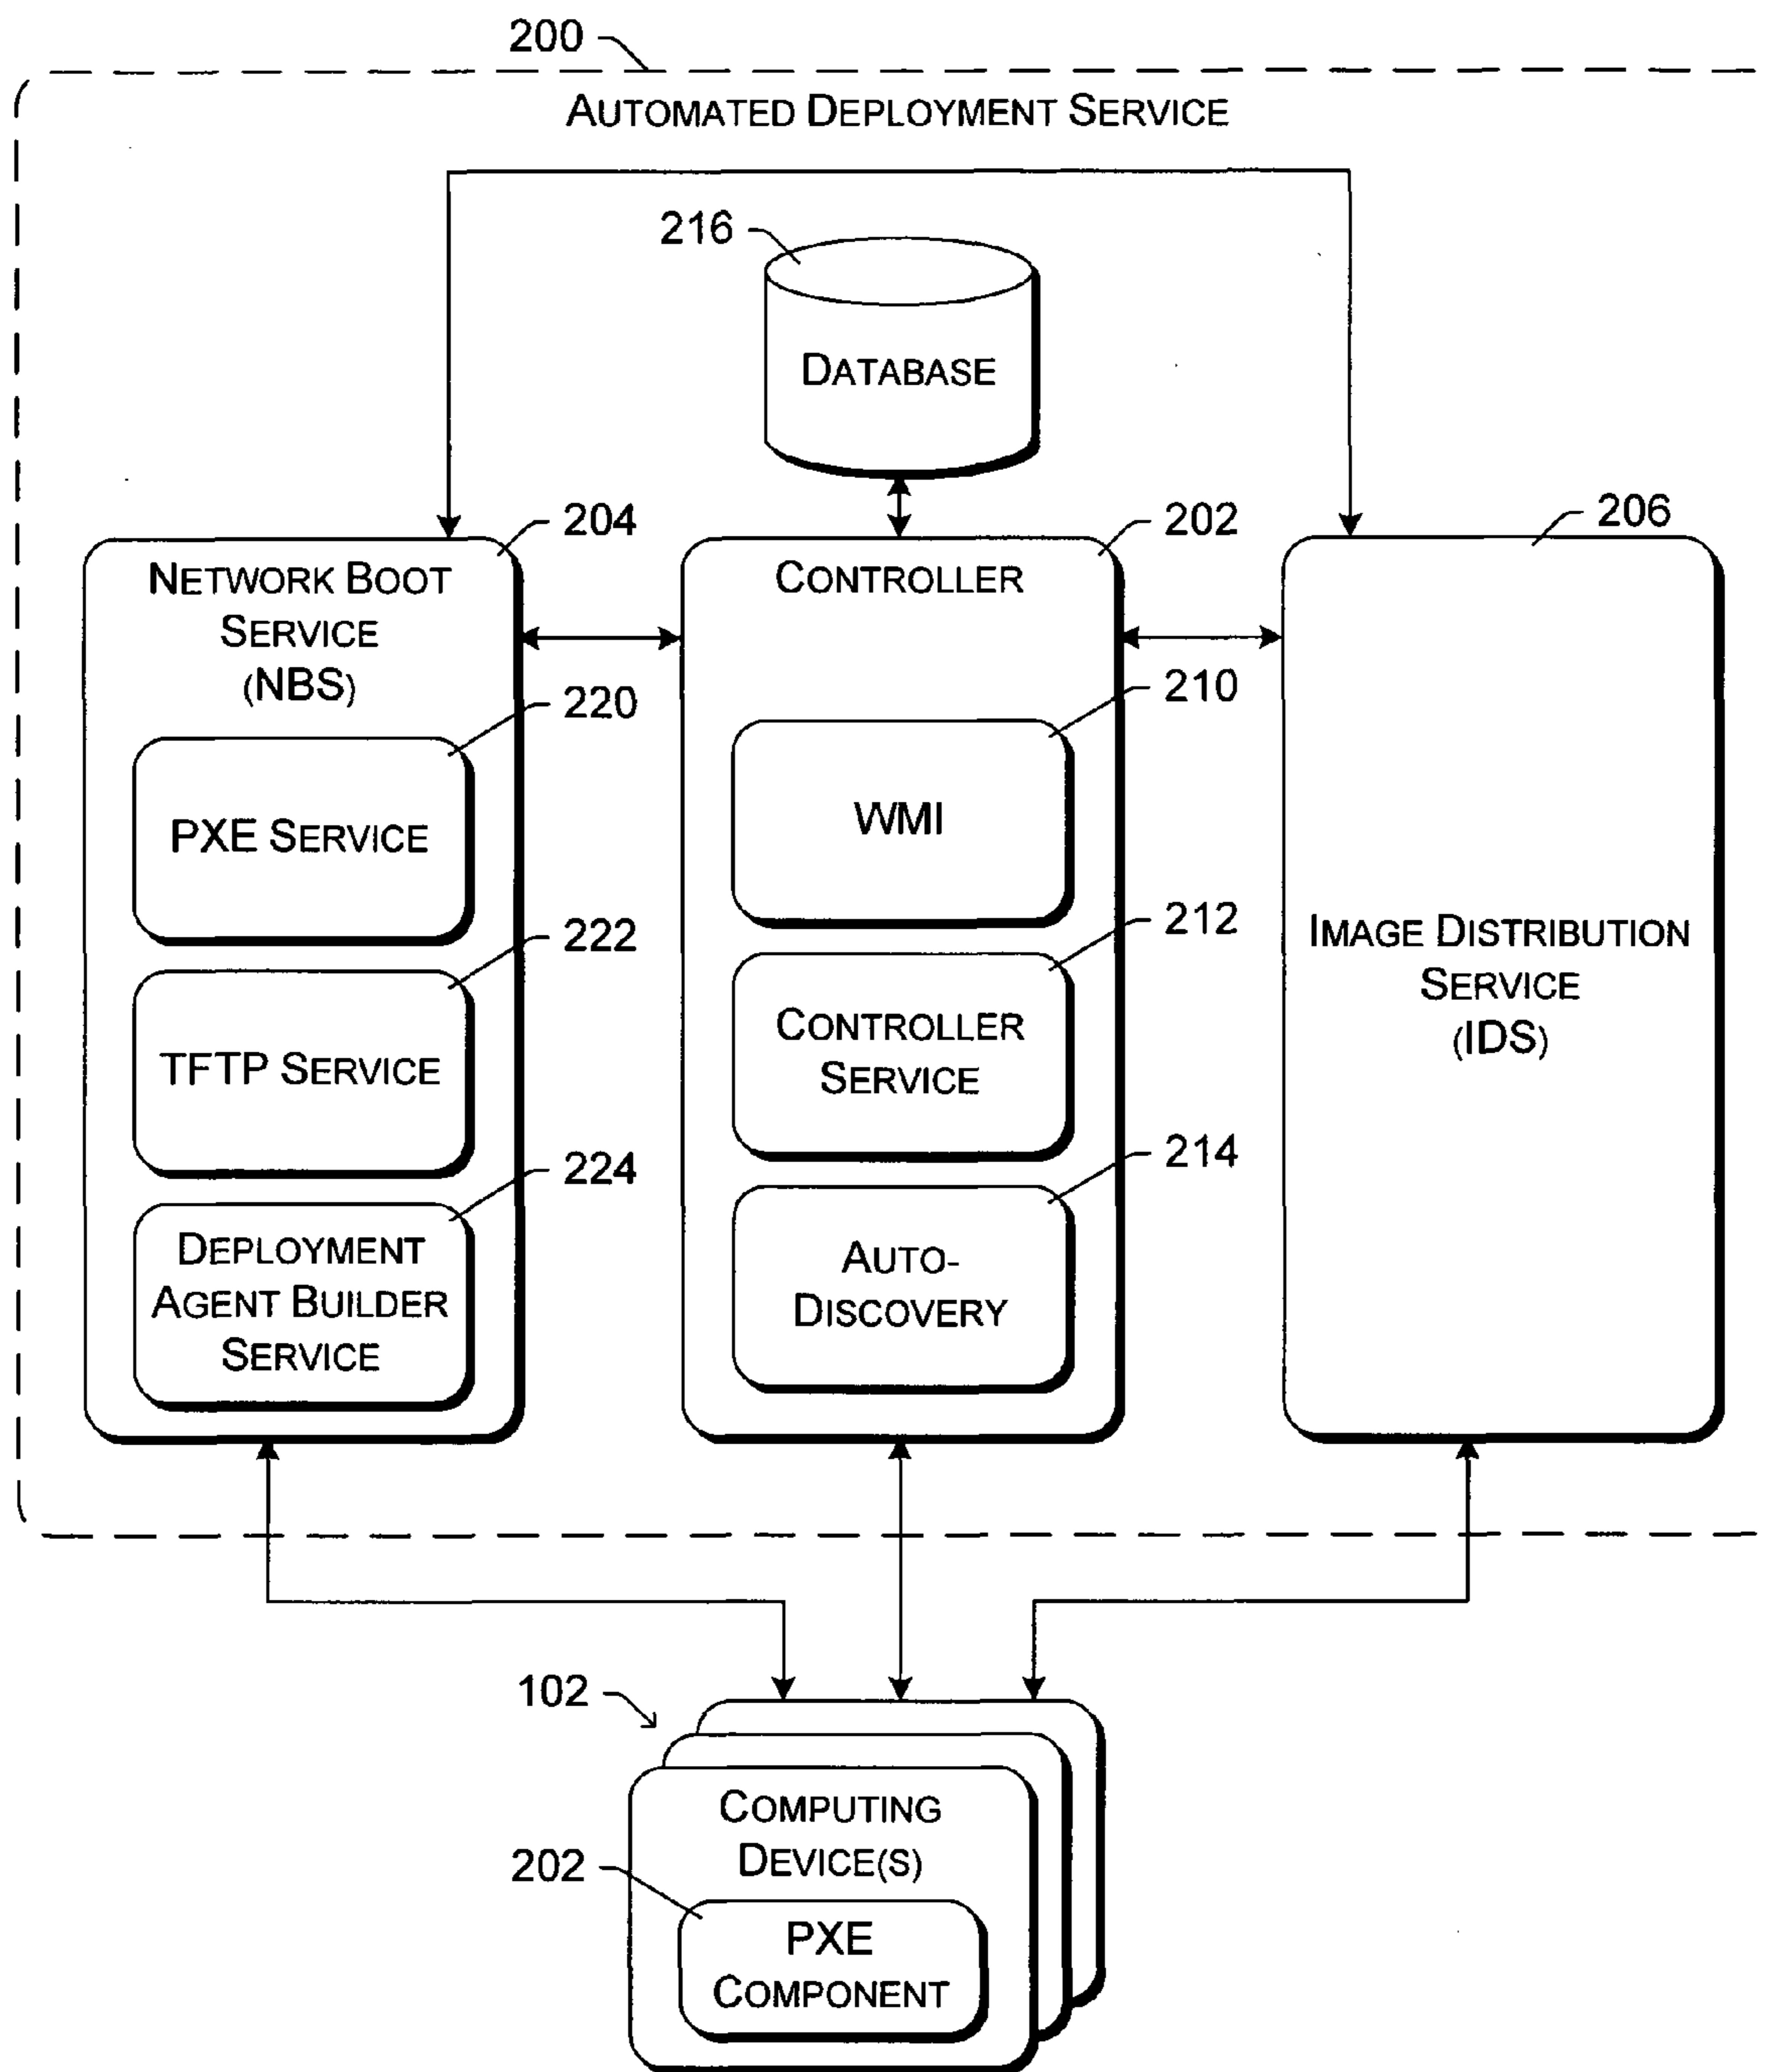 200
AUTOMATED DEPLOYMENT SERVICE
216
DATABASE
204
202
206
NETWORK BOOT
SERVICE
(NBS)
CONTROLLER
220
210
PXE SERVICE
WMI
222
212
IMAGE DISTRIBUTION
SERVICE
(IDS)
TFTP SERVICE
CONTROLLER
SERVICE
224
214
DEPLOYMENT
AGENT BUILDER
SERVICE
AUTO-
DISCOVERY
102
COMPUTING
DEVICE(S)
202
PXE
COMPONENT